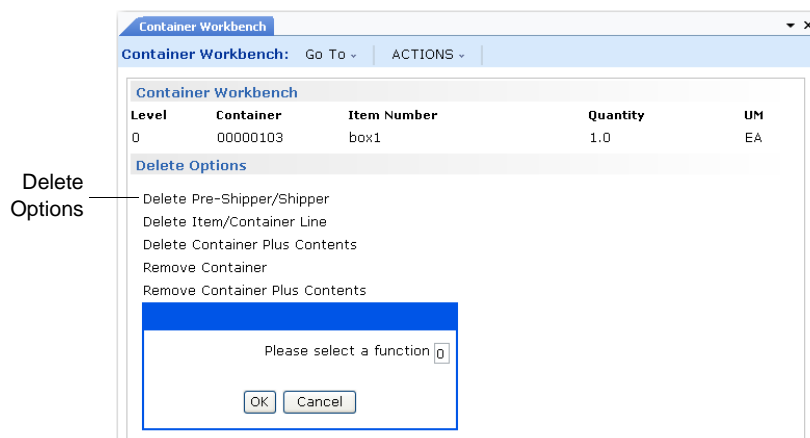 Container Workbench
Container Workbench: Go To ACTIONS
Container Workbench
Level Container Item Number Quantity UM
0 00000103 box1 1.0 EA
Delete Options
Delete Options
Delete Pre-Shipper/Shipper
Delete Item/Container Line
Delete Container Plus Contents
Remove Container
Remove Container Plus Contents
Please select a function 0
OK Cancel